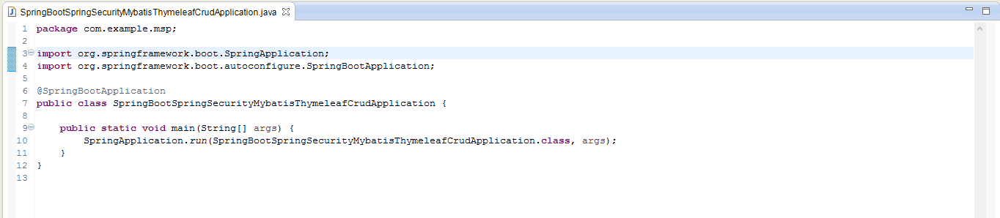 SpringBootSpringSecurityMybatisThymeleafCrudApplication.java
1 package com.example.msp;
2
3 import org.springframework.boot.SpringApplication;
4 import org.springframework.boot.autoconfigure.SpringBootApplication;
5
6 @SpringBootApplication
7 public class SpringBootSpringSecurityMybatisThymeleafCrudApplication {
8
9     public static void main(String[] args) {
10         SpringApplication.run(SpringBootSpringSecurityMybatisThymeleafCrudApplication.class, args);
11     }
12 }
13